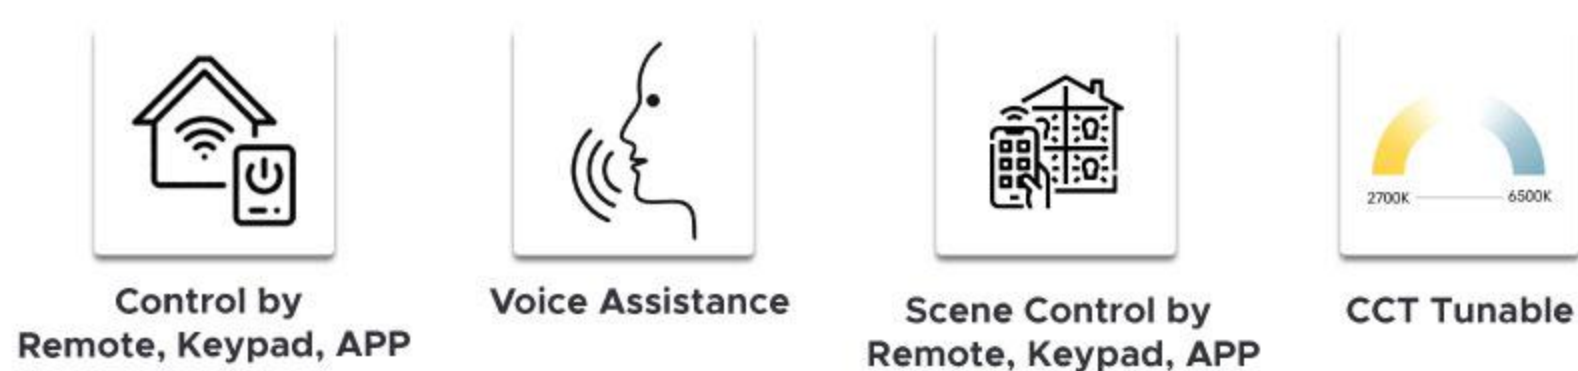 2700K
6500K
Control by
Remote, Keypad, APP
Voice Assistance
Scene Control by
Remote, Keypad, APP
CCT Tunable